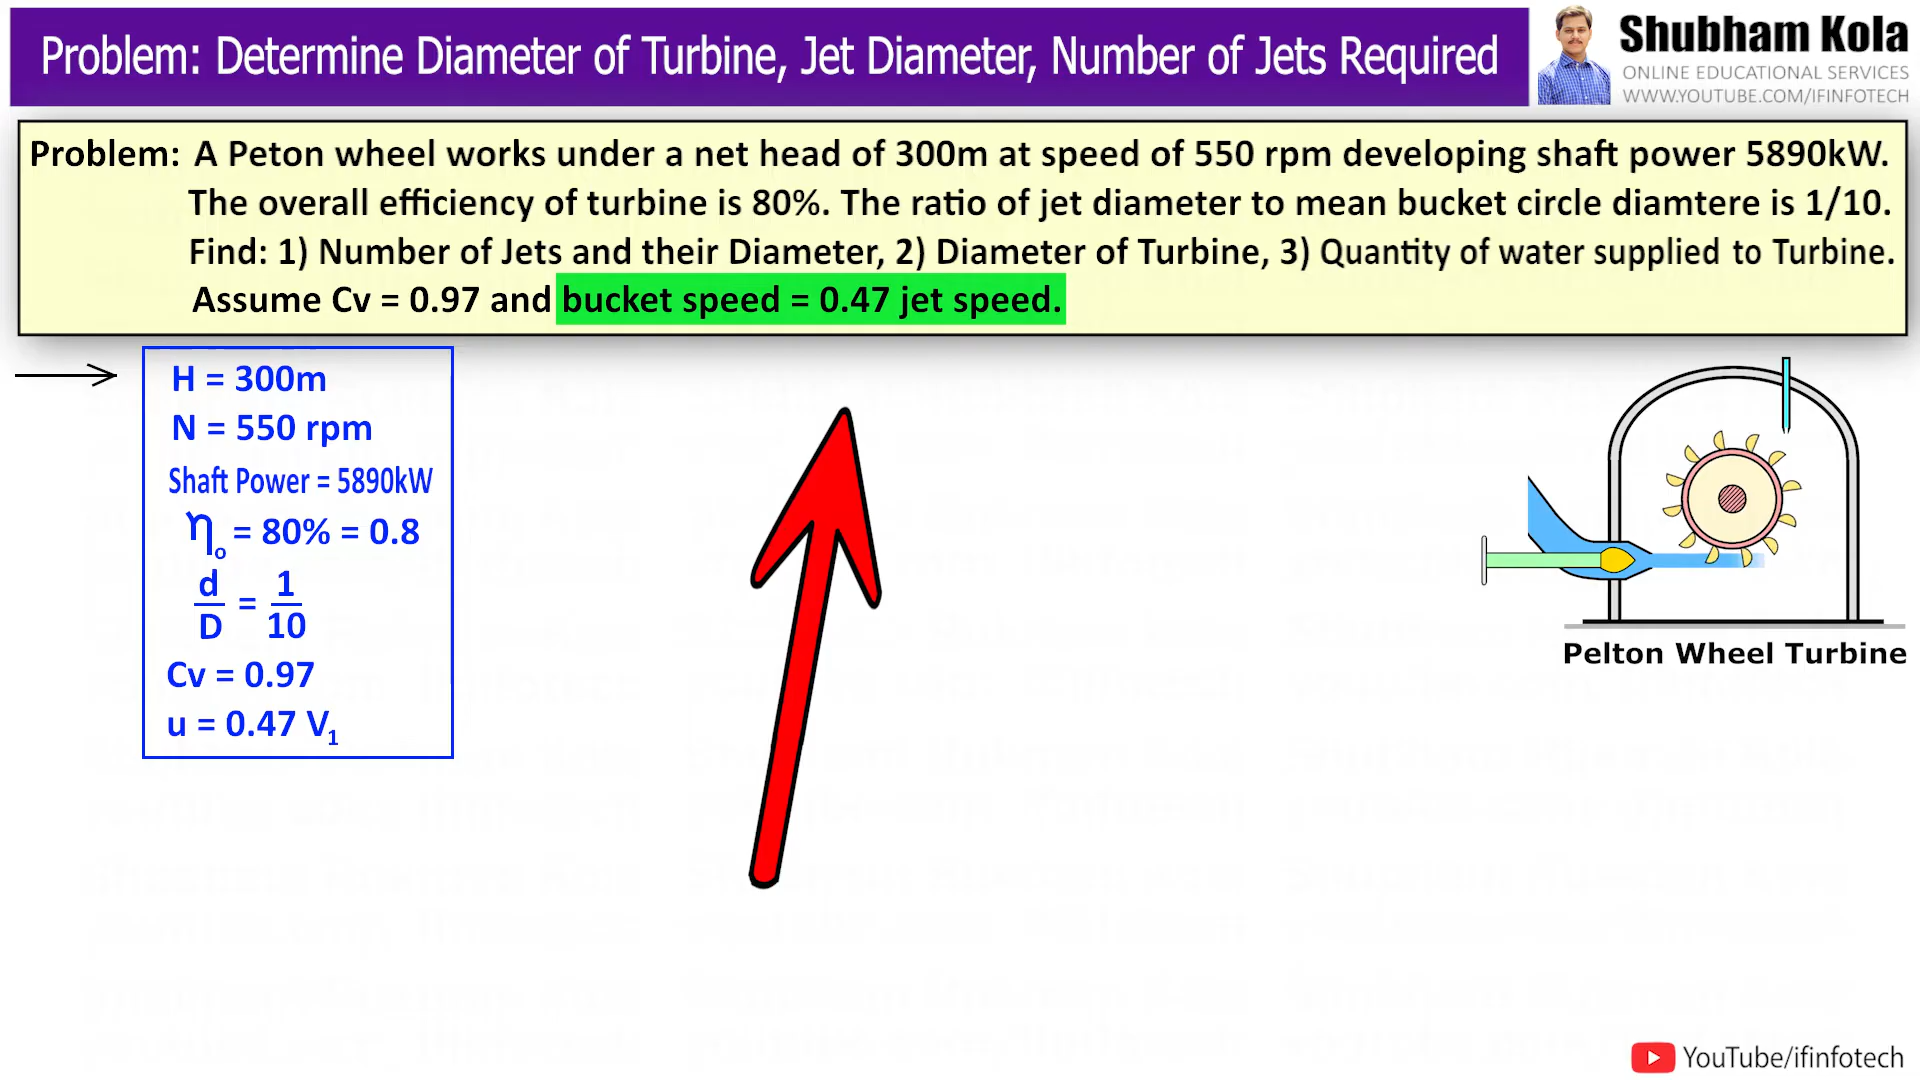 Problem: Determine Diameter of Turbine, Jet Diameter, Number of Jets Required
Shubham Kola
ONLINE EDUCATIONAL SERVICES
WWW.YOUTUBE.COM/IFINFOTECH
Problem: A Peton wheel works under a net head of 300m at speed of 550 rpm developing shaft power 5890kW.
The overall efficiency of turbine is 80%. The ratio of jet diameter to mean bucket circle diamtere is 1/10.
Find: 1) Number of Jets and their Diameter, 2) Diameter of Turbine, 3) Quantity of water supplied to Turbine.
Assume Cv = 0.97 and bucket speed = 0.47 jet speed.
H = 300m
N = 550 rpm
Shaft Power = 5890kW
η₀ = 80% = 0.8
d/D = 1/10
Cv = 0.97
u = 0.47 V₁
Pelton Wheel Turbine
YouTube/ifinfotech